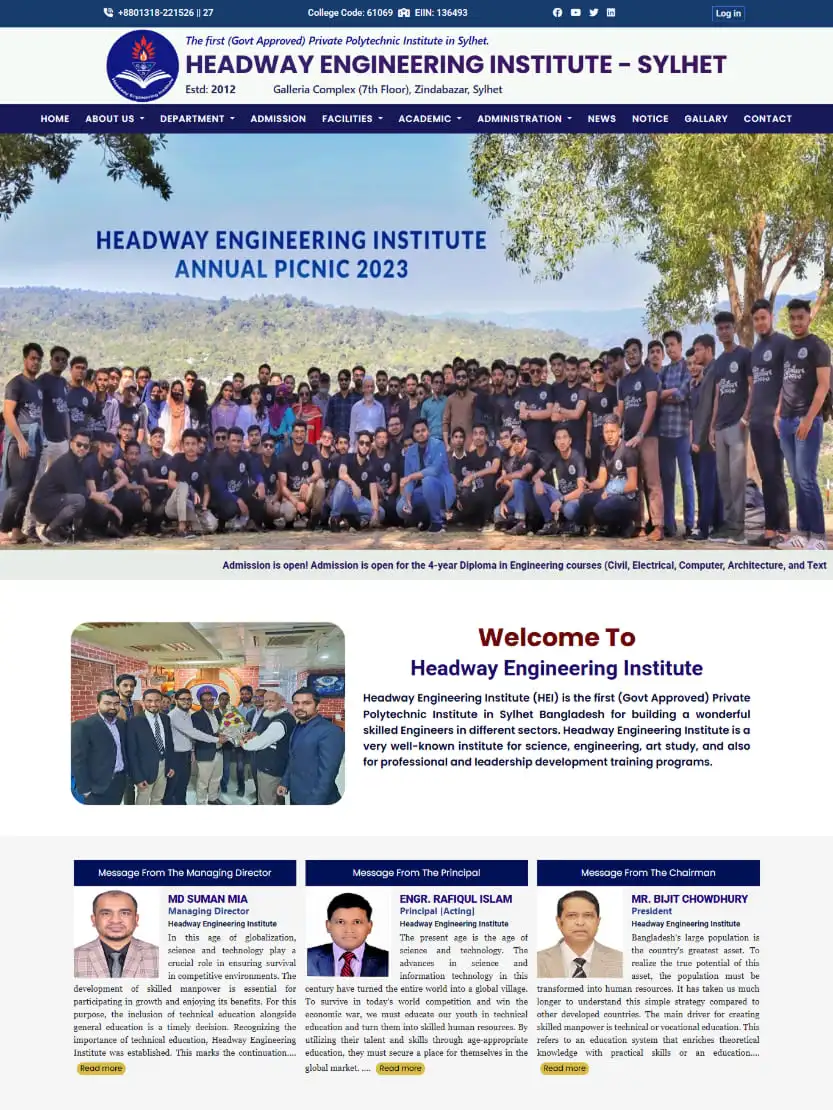 +8801318-221526 || 27
College Code: 61069 EIIN: 136493
Log in
The first (Govt Approved) Private Polytechnic Institute in Sylhet.
HEADWAY ENGINEERING INSTITUTE - SYLHET
Estd: 2012 Galleria Complex (7th Floor), Zindabazar, Sylhet
Headway Engineering Institute
HOME ABOUT US DEPARTMENT ADMISSION FACILITIES ACADEMIC ADMINISTRATION NEWS NOTICE GALLARY CONTACT
HEADWAY ENGINEERING INSTITUTE
ANNUAL PICNIC 2023
Admission is open! Admission is open for the 4-year Diploma in Engineering courses (Civil, Electrical, Computer, Architecture, and Text
Welcome To
Headway Engineering Institute
Headway Engineering Institute (HEI) is the first (Govt Approved) Private
Polytechnic Institute in Sylhet Bangladesh for building a wonderful
skilled Engineers in different sectors. Headway Engineering Institute is a
very well-known institute for science, engineering, art study, and also
for professional and leadership development training programs.
Message From The Managing Director
MD SUMAN MIA
Managing Director
Headway Engineering Institute
In this age of globalization,
science and technology play a
crucial role in ensuring survival
in competitive environments. The
development of skilled manpower is essential for
participating in growth and enjoying its benefits. For this
purpose, the inclusion of technical education alongside
general education is a timely decision. Recognizing the
importance of technical education, Headway Engineering
Institute was established. This marks the continuation....
Read more
Message From The Principal
ENGR. RAFIQUL ISLAM
Principal |Acting|
Headway Engineering Institute
The present age is the age of
science and technology. The
advances in science and
information technology in this
century have turned the entire world into a global village.
To survive in today's world competition and win the
economic war, we must educate our youth in technical
education and turn them into skilled human resources. By
utilizing their talent and skills through age-appropriate
education, they must secure a place for themselves in the
global market. .... Read more
Message From The Chairman
MR. BIJIT CHOWDHURY
President
Headway Engineering Institute
Bangladesh's large population is
the country's greatest asset. To
realize the true potential of this
asset, the population must be
transformed into human resources. It has taken us much
longer to understand this simple strategy compared to
other developed countries. The main driver for creating
skilled manpower is technical or vocational education. This
refers to an education system that enriches theoretical
knowledge with practical skills or an education....
Read more